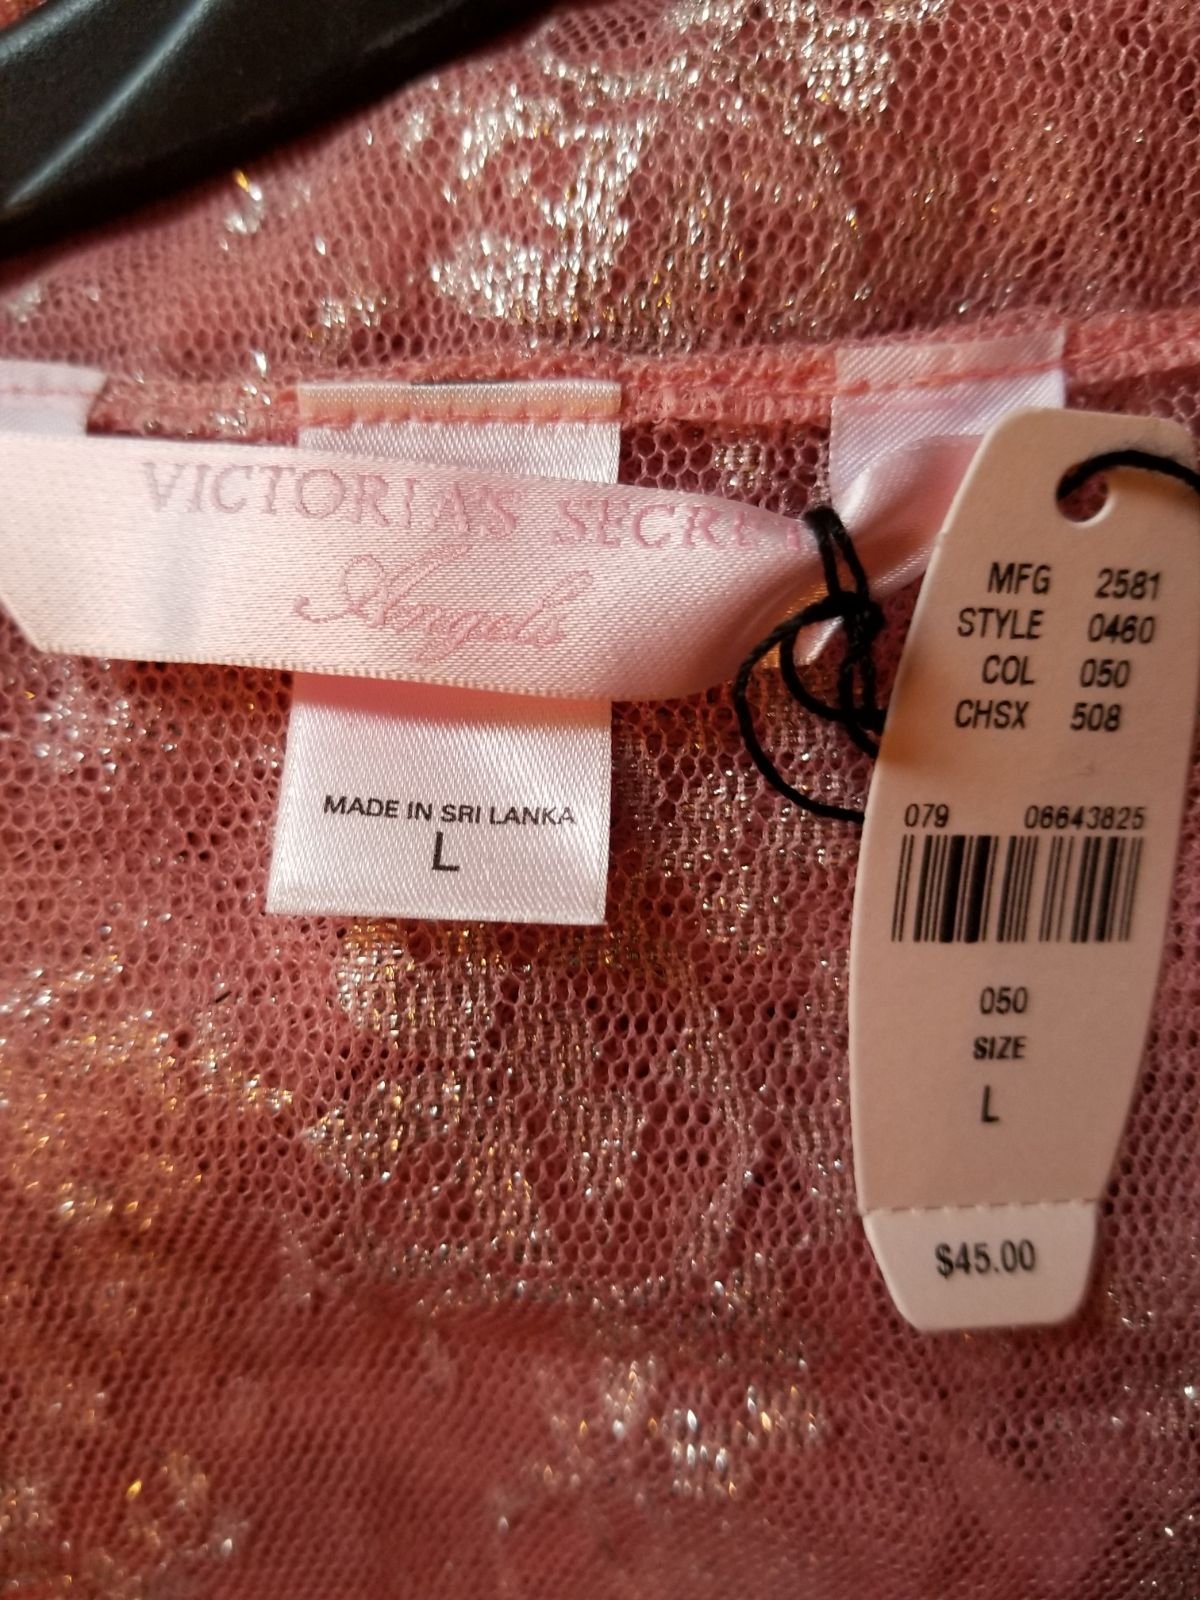 VICTORIA'S SECRET
Angels
MADE IN SRI LANKA
L
MFG 2581
STYLE 0460
COL 050
CHSX 508
079 06643825
050
SIZE
L
$45.00